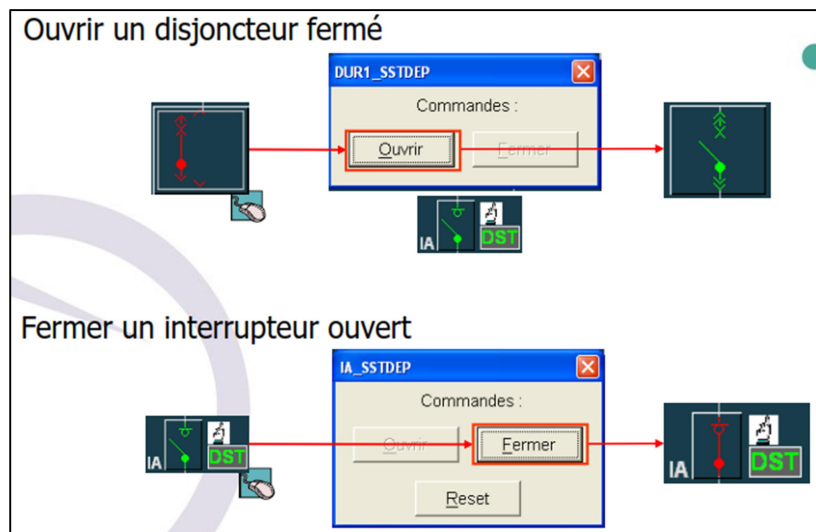 Ouvrir un disjoncteur fermé
DUR1_SSTDEP
Commandes :
Ouvrir
Fermer
IA
DST
Fermer un interrupteur ouvert
IA_SSTDEP
Commandes :
IA
DST
Ouvrir
Fermer
IA
DST
Reset